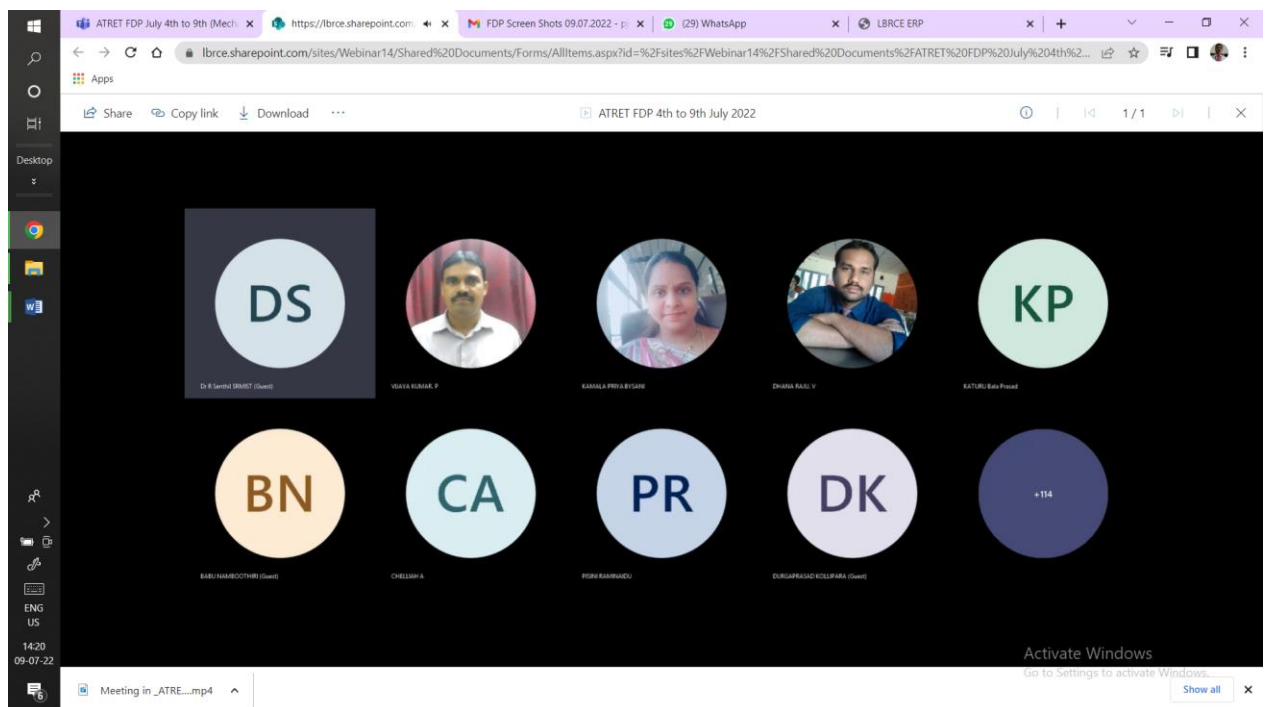 ATRET FDP July 4th to 9th (Mech
https://lbrce.sharepoint.com
FDP Screen Shots 09.07.2022 - p
(29) WhatsApp
LBRCE ERP
lbrce.sharepoint.com/sites/Webinar14/Shared%20Documents/Forms/AllItems.aspx?id=%2Fsites%2FWebinar14%2FShared%20Documents%2FATRET%20FDP%20July%204th%2...
Apps
Share Copy link Download ...
ATRET FDP 4th to 9th July 2022
1 / 1
Desktop
DS
KP
Dr R Senthil SRMIST (Guest)
VIJAYA KUMAR. P
KAMALA PRIYA BYSANI
DHANA RAJU. V
KATURU Bala Prasad
BN
CA
PR
DK
+114
BABU NAMBOOTHIRI (Guest)
CHELLIAH A
PISINI RAMINAIDU
DURGAPRASAD KOLLIPARA (Guest)
ENG
US
14:20
09-07-22
6
Activate Windows
Go to Settings to activate Windows.
Meeting in _ATRE....mp4
Show all